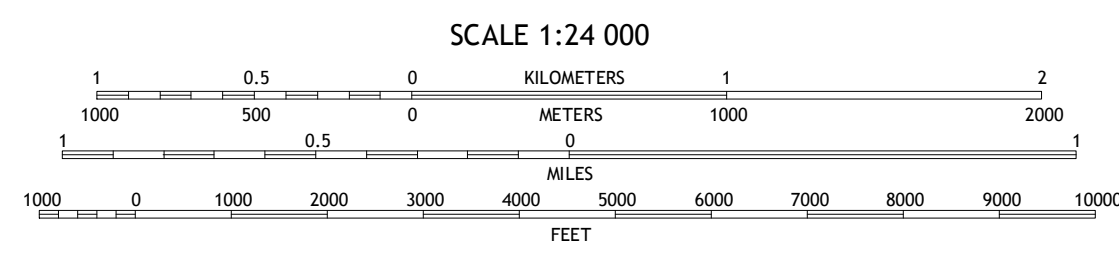 SCALE 1:24 000
1 0.5 0 KILOMETERS 1 2
1000 500 0 METERS 1000 2000
1 0.5 0 1
MILES
1000 0 1000 2000 3000 4000 5000 6000 7000 8000 9000 10000
FEET